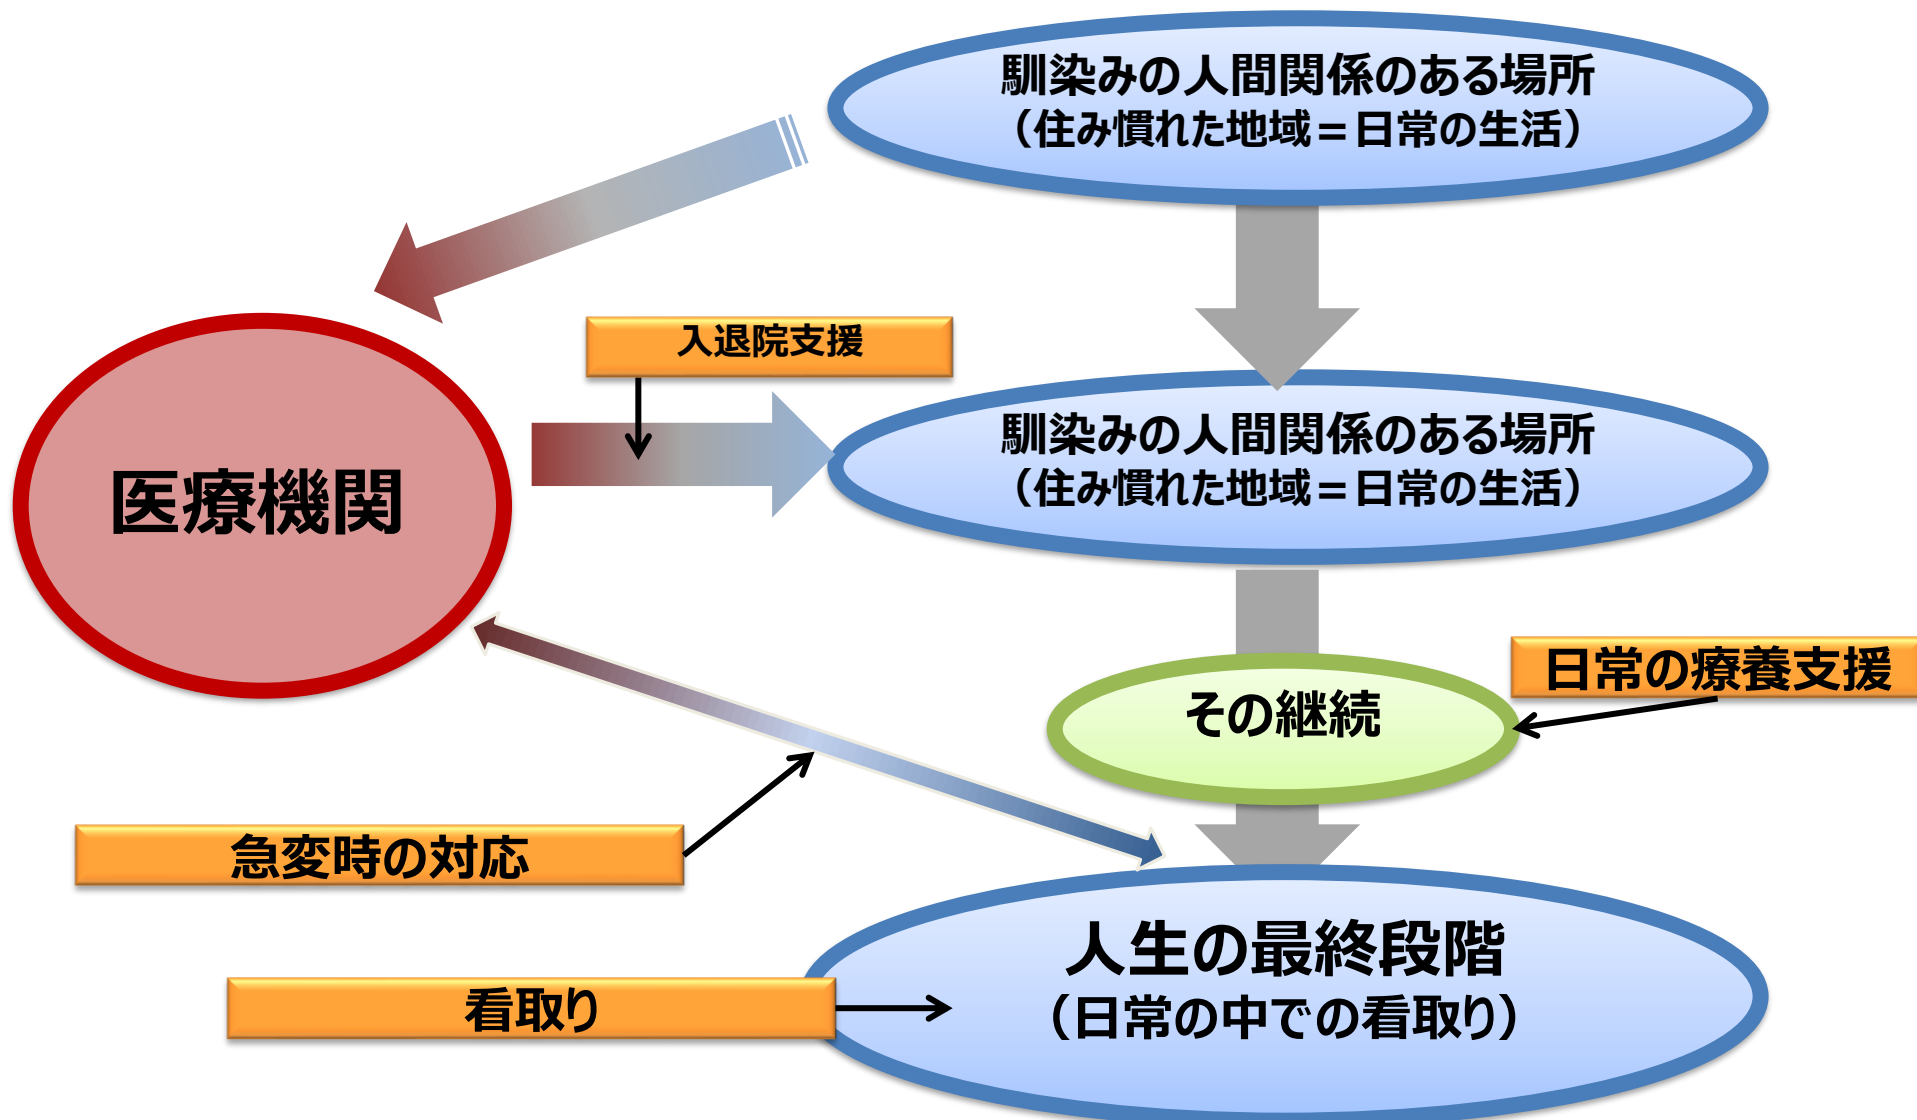 馴染みの人間関係のある場所
（住み慣れた地域＝日常の生活）
入退院支援
馴染みの人間関係のある場所
（住み慣れた地域＝日常の生活）
医療機関
日常の療養支援
その継続
急変時の対応
人生の最終段階
（日常の中での看取り）
看取り